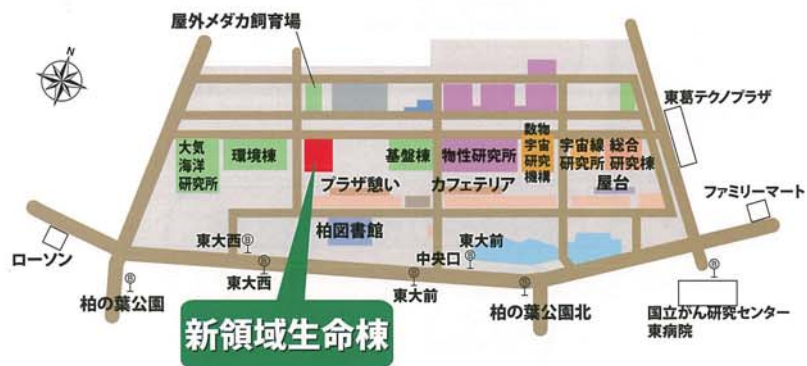 屋外メダカ飼育場
N
東葛テクノプラザ
大気
海洋
研究所
環境棟
基盤棟
物性研究所
数物
宇宙
研究
機構
宇宙線
研究所
総合
研究棟
プラザ憩い
カフェテリア
屋台
ファミリーマート
柏図書館
東大西
B
中央口
東大前
B
ローソン
B
東大西
B
東大前
B
柏の葉公園
B
柏の葉公園北
B
国立がん研究センター
東病院
新領域生命棟